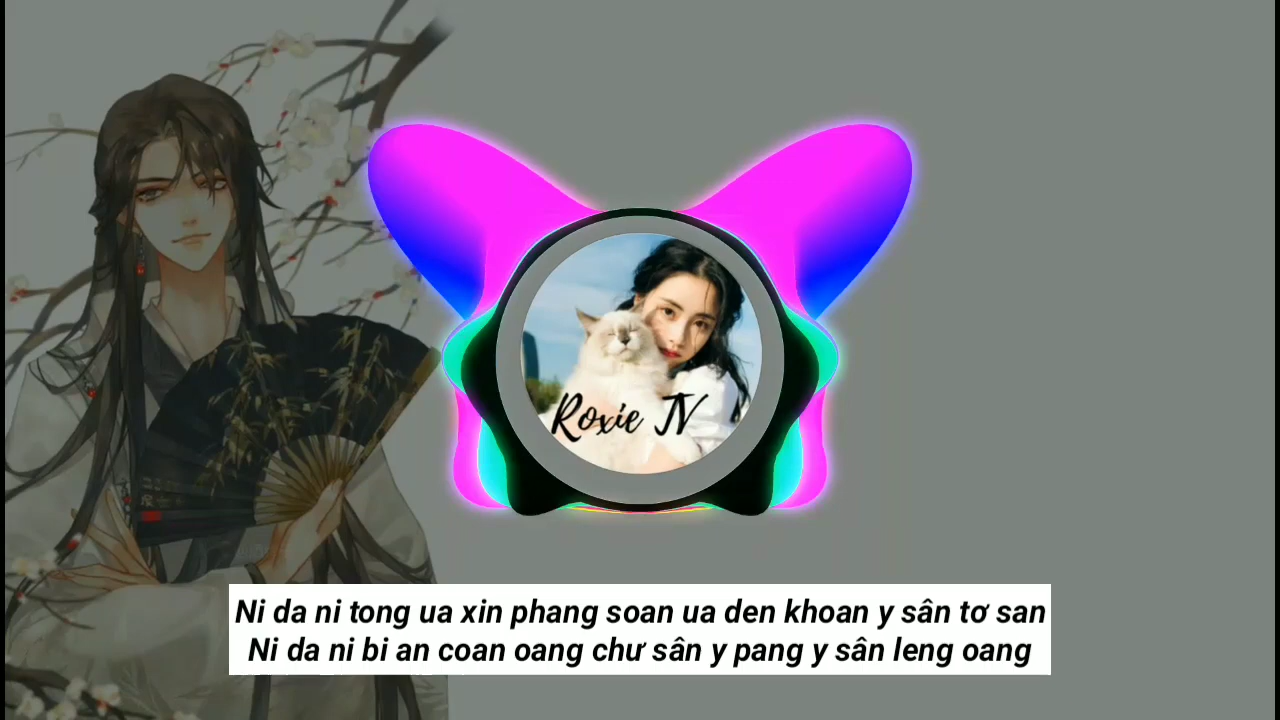 Roxie TV
Ni da ni tong ua xin phang soan ua den khoan y sân tơ san
Ni da ni bi an coan oang chư sân y pang y sân leng oang